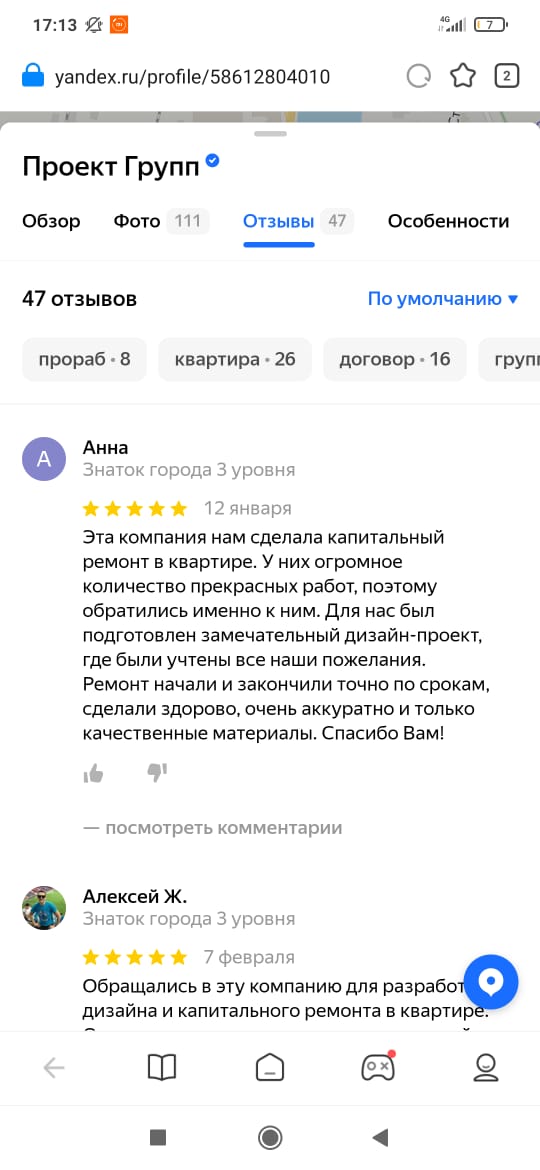 17:13
4G
7
yandex.ru/profile/58612804010
2
Проект Групп
Обзор Фото 111 Отзывы 47 Особенности
47 отзывов По умолчанию
прораб • 8 квартира • 26 договор • 16
А
Анна
Знаток города 3 уровня
12 января
Эта компания нам сделала капитальный
ремонт в квартире. У них огромное
количество прекрасных работ, поэтому
обратились именно к ним. Для нас был
подготовлен замечательный дизайн-проект,
где были учтены все наши пожелания.
Ремонт начали и закончили точно по срокам,
сделали здорово, очень аккуратно и только
качественные материалы. Спасибо Вам!
— посмотреть комментарии
Алексей Ж.
Знаток города 3 уровня
7 февраля
Обращались в эту компанию для разработ
дизайна и капитального ремонта в квартире.